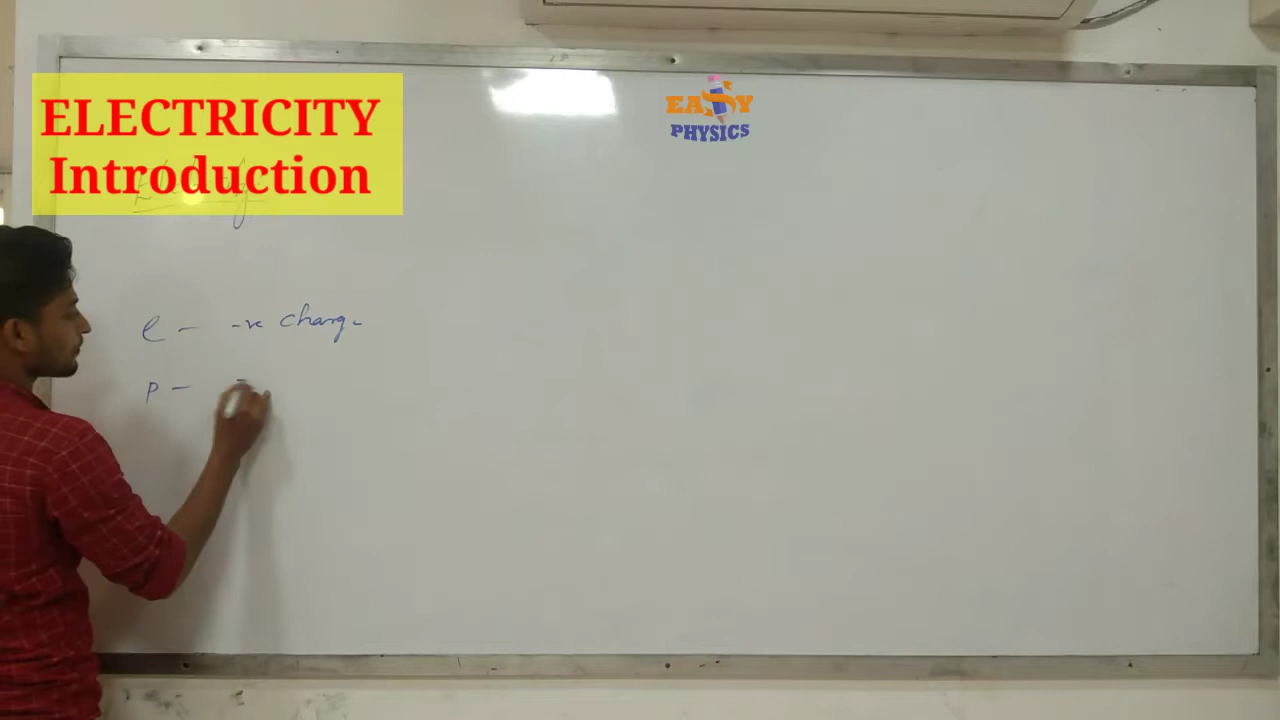 ELECTRICITY
Introduction
EASY
PHYSICS
e - -ve charge
p -